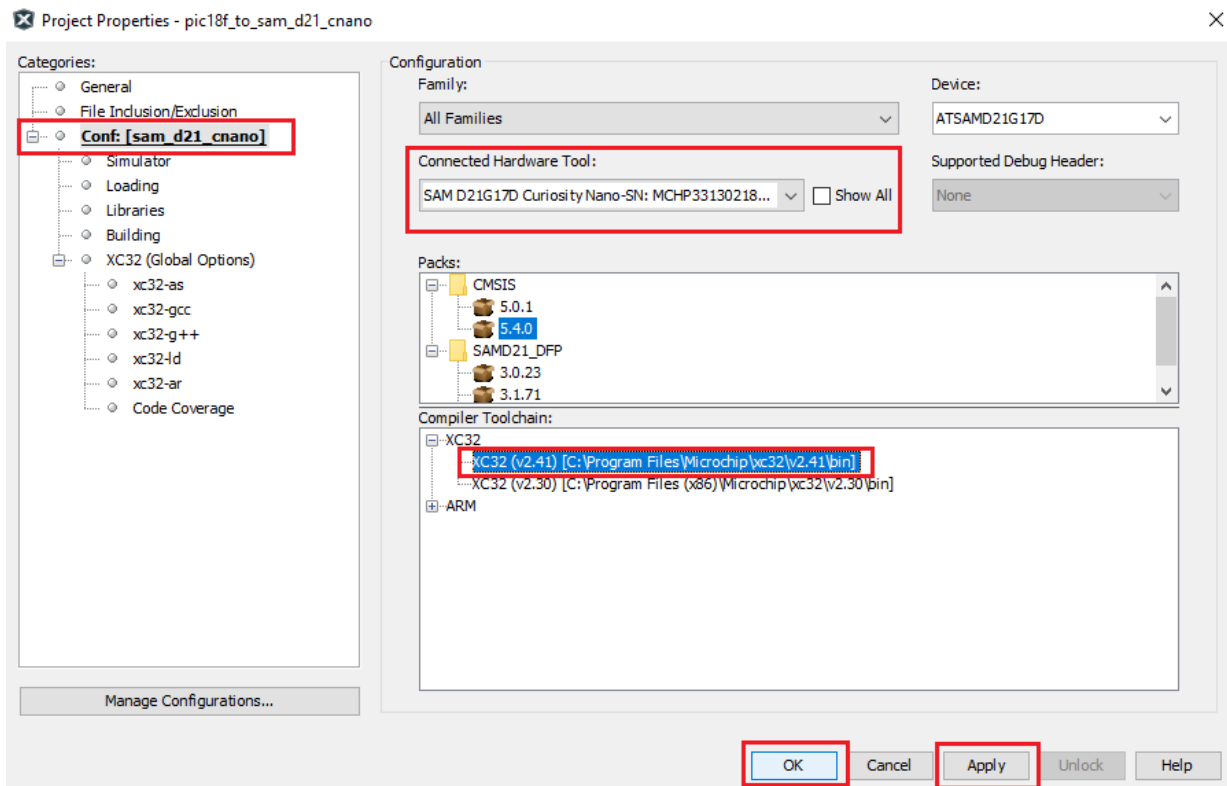 Project Properties - pic18f_to_sam_d21_cnano
Categories:
General
File Inclusion/Exclusion
Conf: [sam_d21_cnano]
Simulator
Loading
Libraries
Building
XC32 (Global Options)
xc32-as
xc32-gcc
xc32-g++
xc32-ld
xc32-ar
Code Coverage
Manage Configurations...
Configuration
Family:
Device:
All Families
ATSAMD21G17D
Connected Hardware Tool:
Supported Debug Header:
SAM D21G17D Curiosity Nano-SN: MCHP33130218...
Show All
None
Packs:
CMSIS
5.0.1
5.4.0
SAMD21_DFP
3.0.23
3.1.71
Compiler Toolchain:
XC32
XC32 (v2.41) [C:\Program Files\Microchip\xc32\v2.41\bin]
XC32 (v2.30) [C:\Program Files (x86)\Microchip\xc32\v2.30\bin]
ARM
OK
Cancel
Apply
Unlock
Help